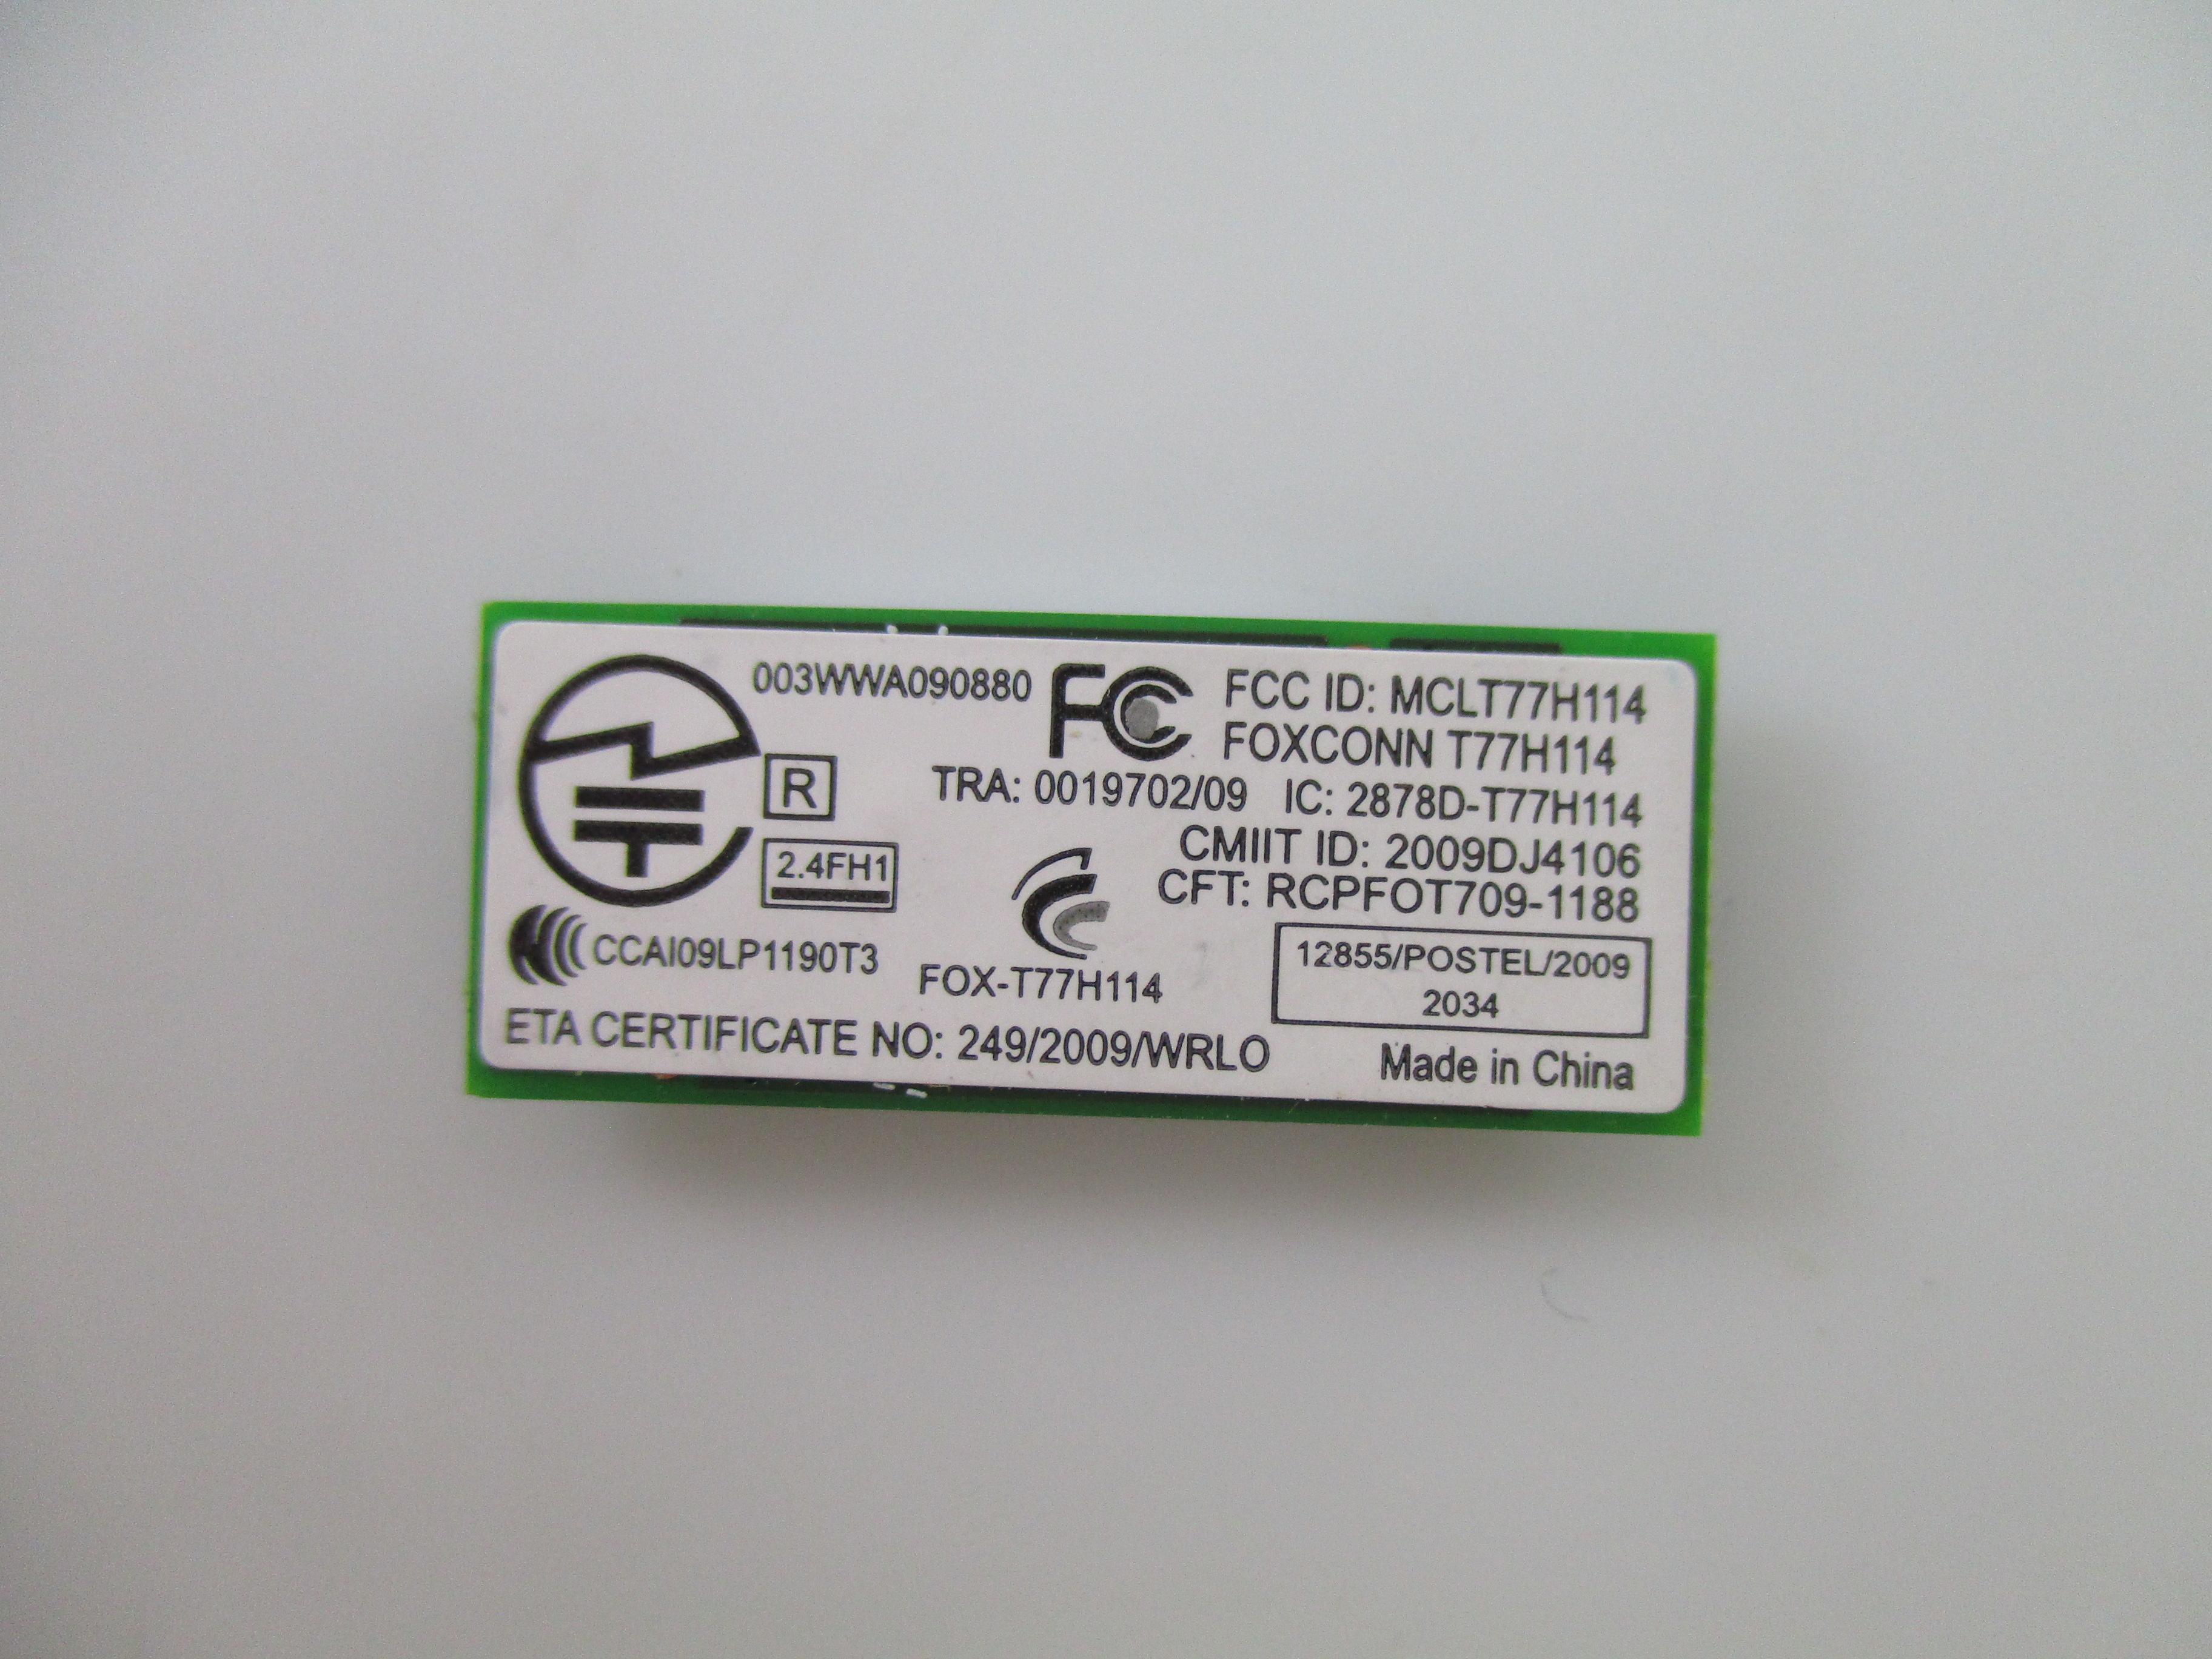 003WWA090880
FC
FCC ID: MCLT77H114
FOXCONN T77H114
R
TRA: 0019702/09 IC: 2878D-T77H114
2.4FH1
CMIIT ID: 2009DJ4106
CFT: RCPFOT709-1188
CCAI09LP1190T3
FOX-T77H114
12855/POSTEL/2009
2034
ETA CERTIFICATE NO: 249/2009/WRLO
Made in China